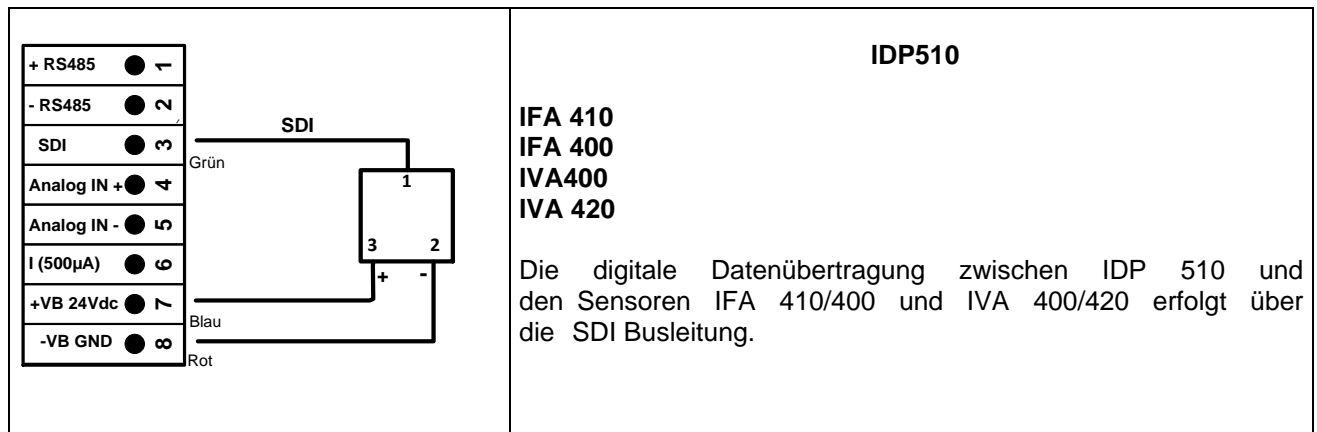 + RS485 1
- RS485 2
SDI 3
Analog IN + 4
Analog IN - 5
I (500µA) 6
+VB 24Vdc 7
-VB GND 8
SDI
Grün
Blau
Rot
1
3 2
+ -
IDP510
IFA 410
IFA 400
IVA400
IVA 420
Die digitale Datenübertragung zwischen IDP 510 und
den Sensoren IFA 410/400 und IVA 400/420 erfolgt über
die SDI Busleitung.